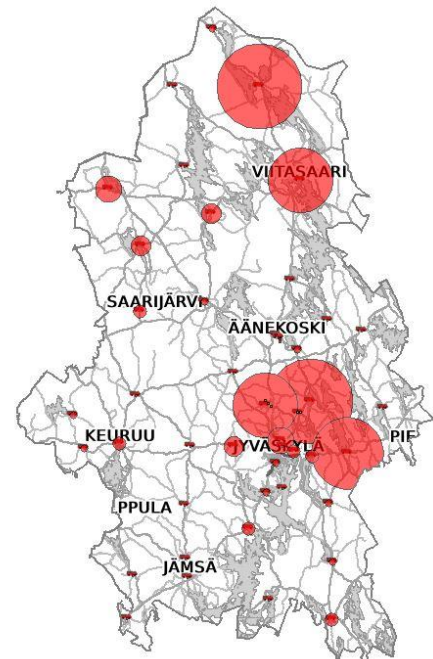 VIITASAARI
SAARIJÄRVI
ÄÄNEKOSKI
KEURUU
JYVÄSKYLÄ
PIE
PPULA
JÄMSÄ